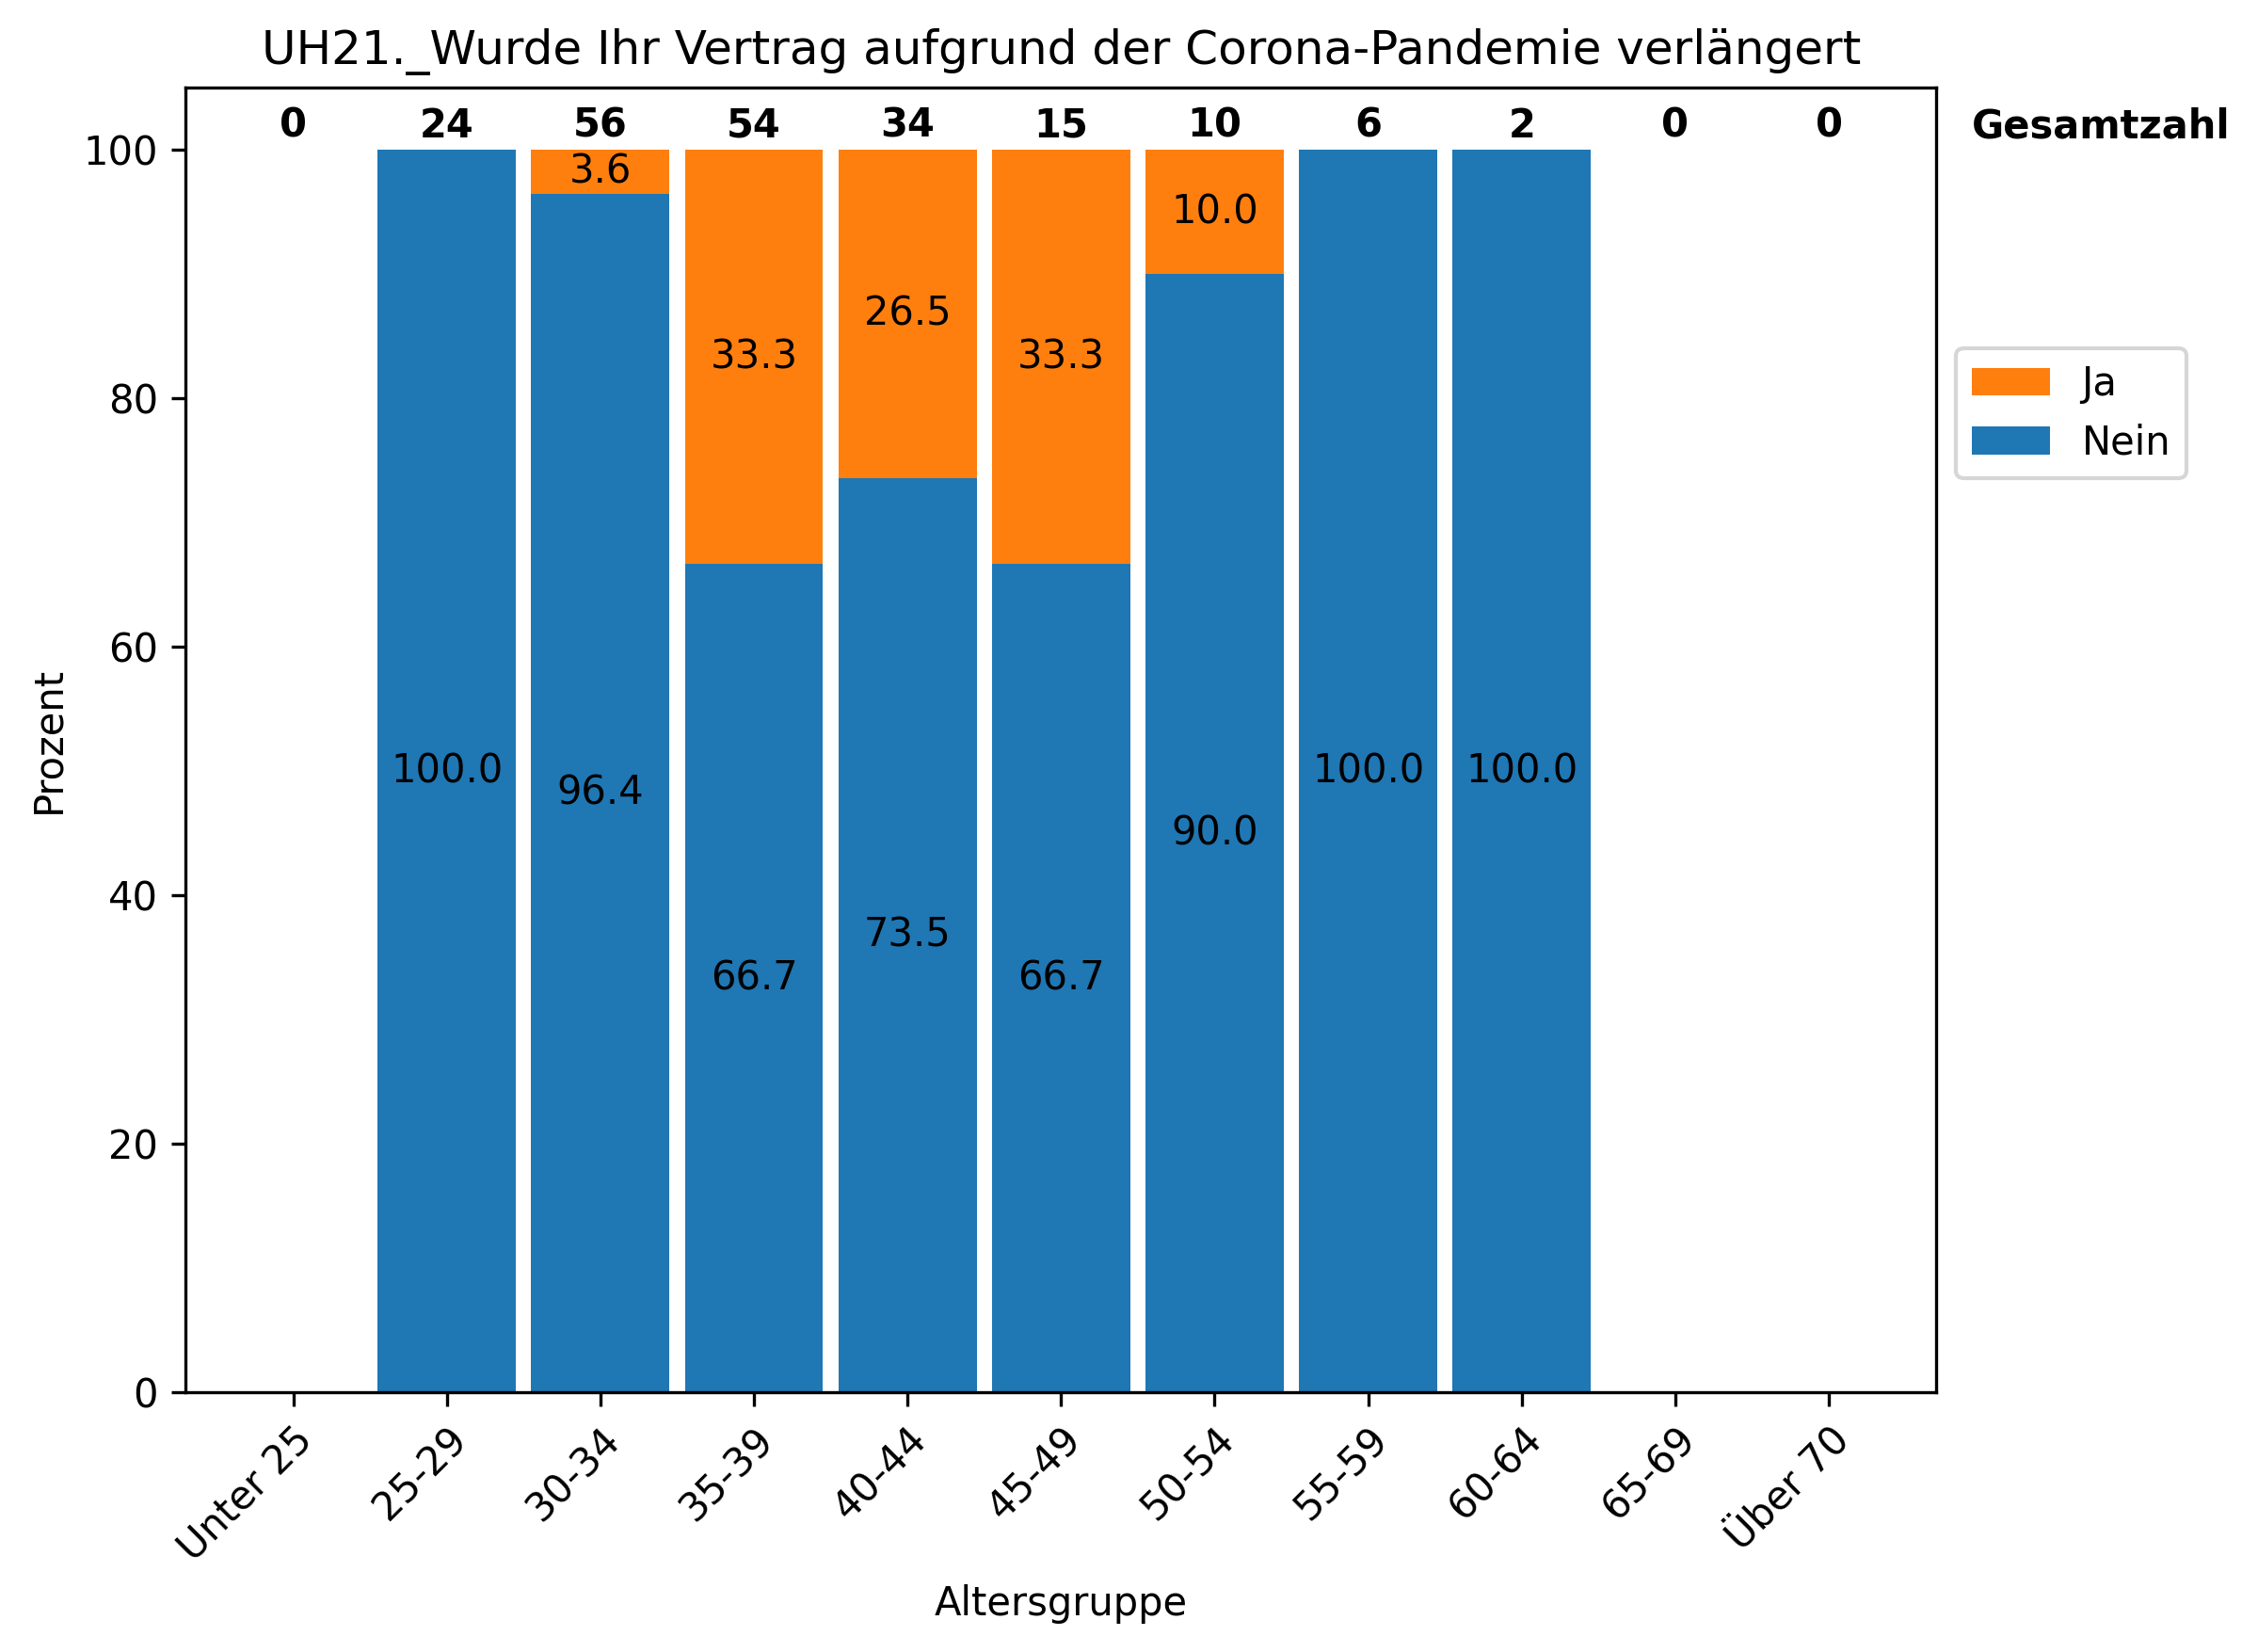 UH21._Wurde Ihr Vertrag aufgrund der Corona-Pandemie verlängert
0 24 56 54 34 15 10 6 2 0 0 Gesamtzahl
100
80
60
40
20
0
Prozent
100.0
3.6
96.4
33.3
66.7
26.5
73.5
33.3
66.7
10.0
90.0
100.0
100.0
Ja
Nein
Unter 25 25-29 30-34 35-39 40-44 45-49 50-54 55-59 60-64 65-69 Über 70
Altersgruppe